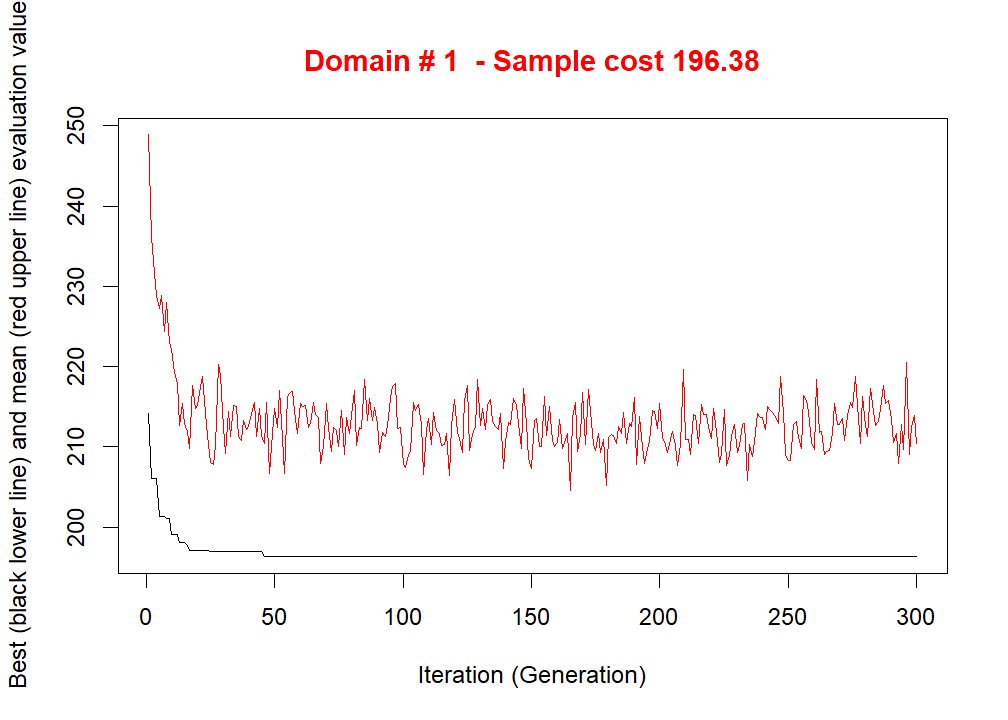 Domain # 1  - Sample cost 196.38
Best (black lower line) and mean (red upper line) evaluation value
250
240
230
220
210
200
0 50 100 150 200 250 300
Iteration (Generation)